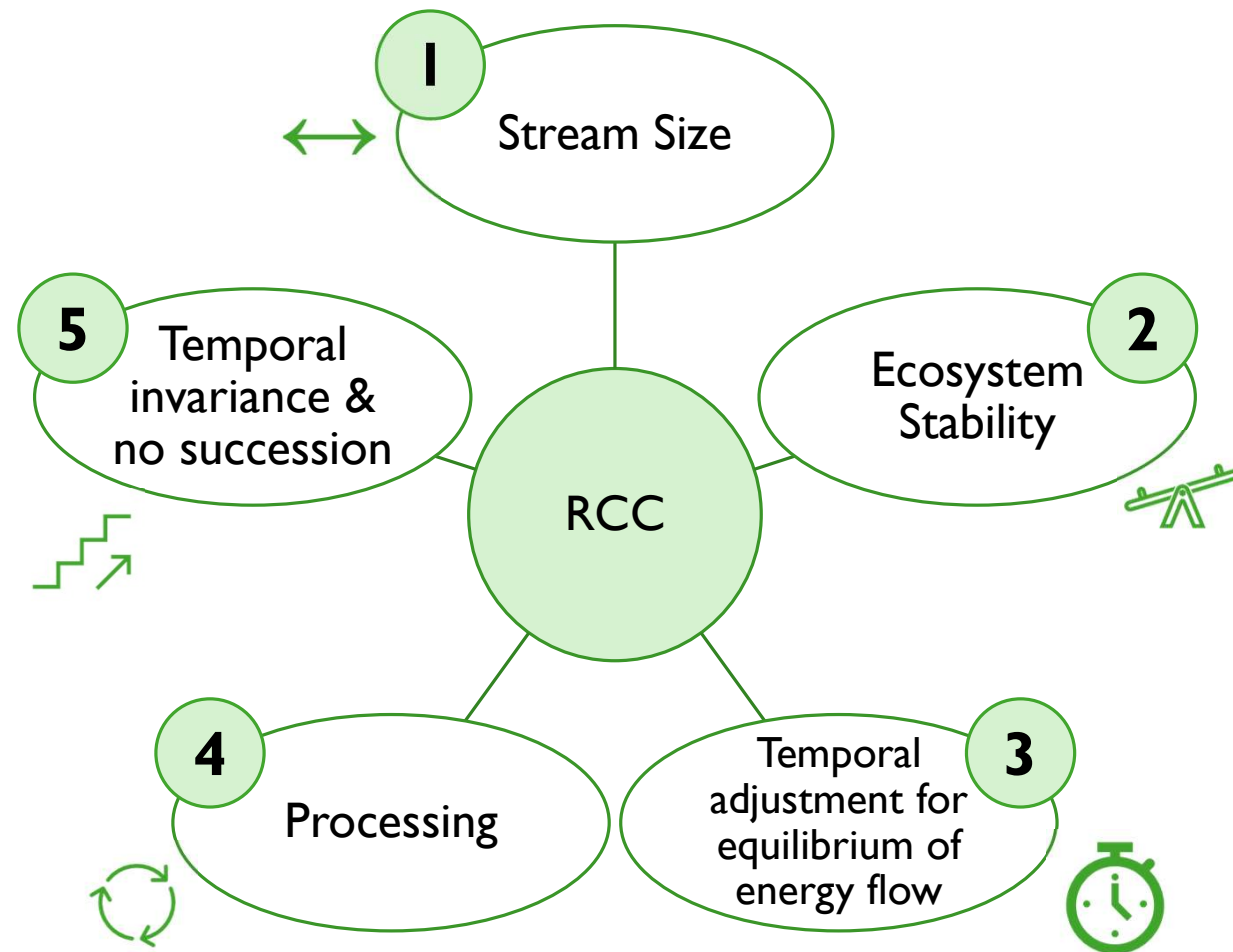 1
Stream Size
2
Ecosystem
Stability
3
Temporal
adjustment for
equilibrium of
energy flow
4
Processing
5
Temporal
invariance &
no succession
RCC